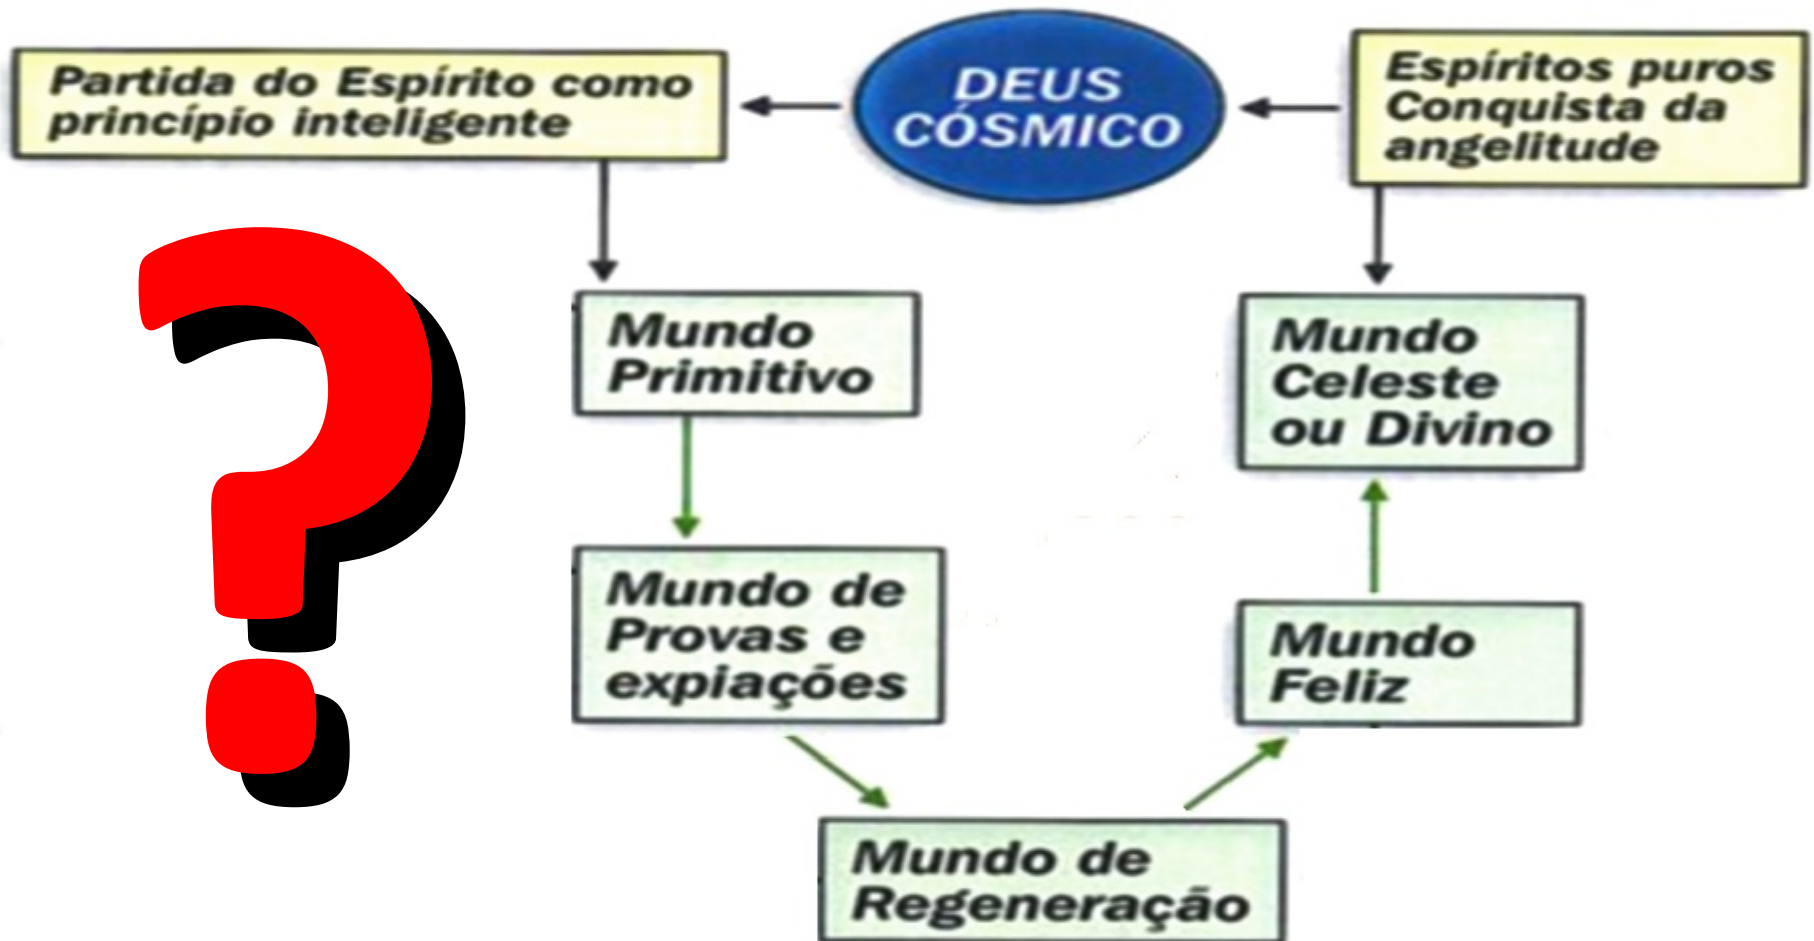 Partida do Espírito como
princípio inteligente
DEUS
CÓSMICO
Espíritos puros
Conquista da
angelitude
?
Mundo
Primitivo
Mundo
Celeste
ou Divino
Mundo de
Provas e
expiações
Mundo
Feliz
Mundo de
Regeneração